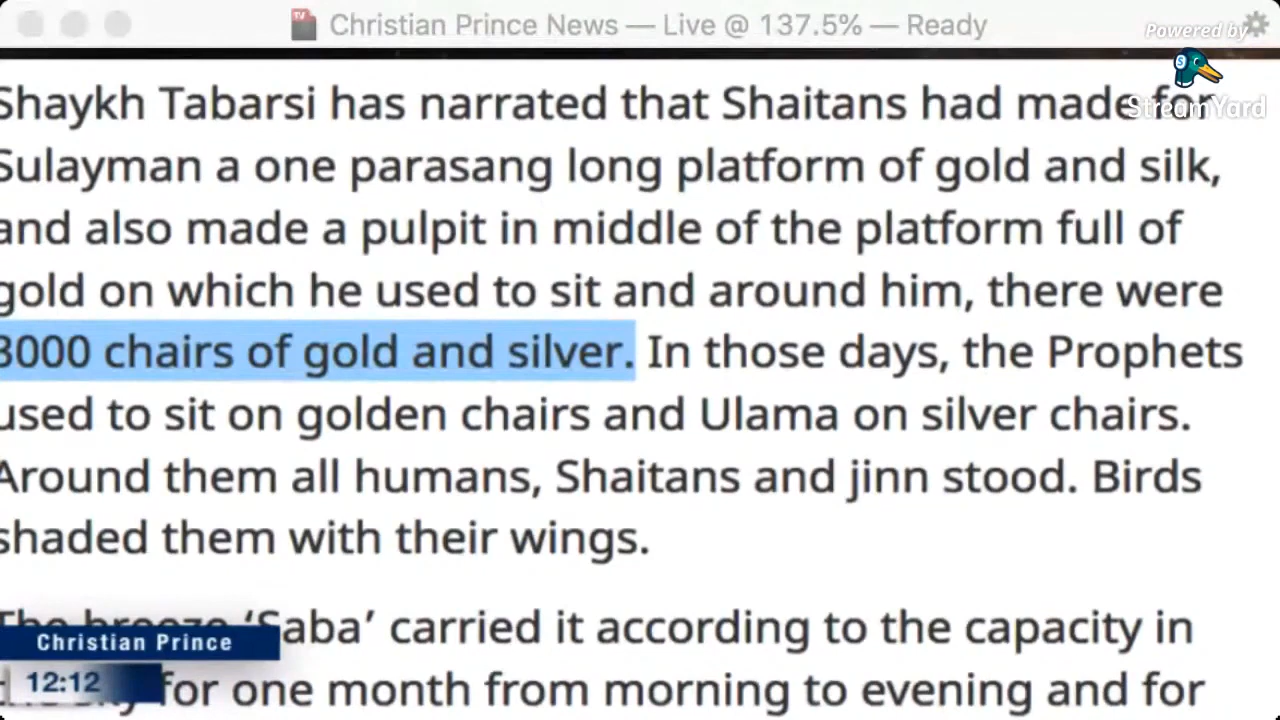 Christian Prince News — Live @ 137.5% — Ready
Powered by
StreamYard
Shaykh Tabarsi has narrated that Shaitans had made for
Sulayman a one parasang long platform of gold and silk,
and also made a pulpit in middle of the platform full of
gold on which he used to sit and around him, there were
3000 chairs of gold and silver. In those days, the Prophets
used to sit on golden chairs and Ulama on silver chairs.
Around them all humans, Shaitans and jinn stood. Birds
shaded them with their wings.
The breeze ‘Saba’ carried it according to the capacity in
the sky for one month from morning to evening and for
Christian Prince
12:12